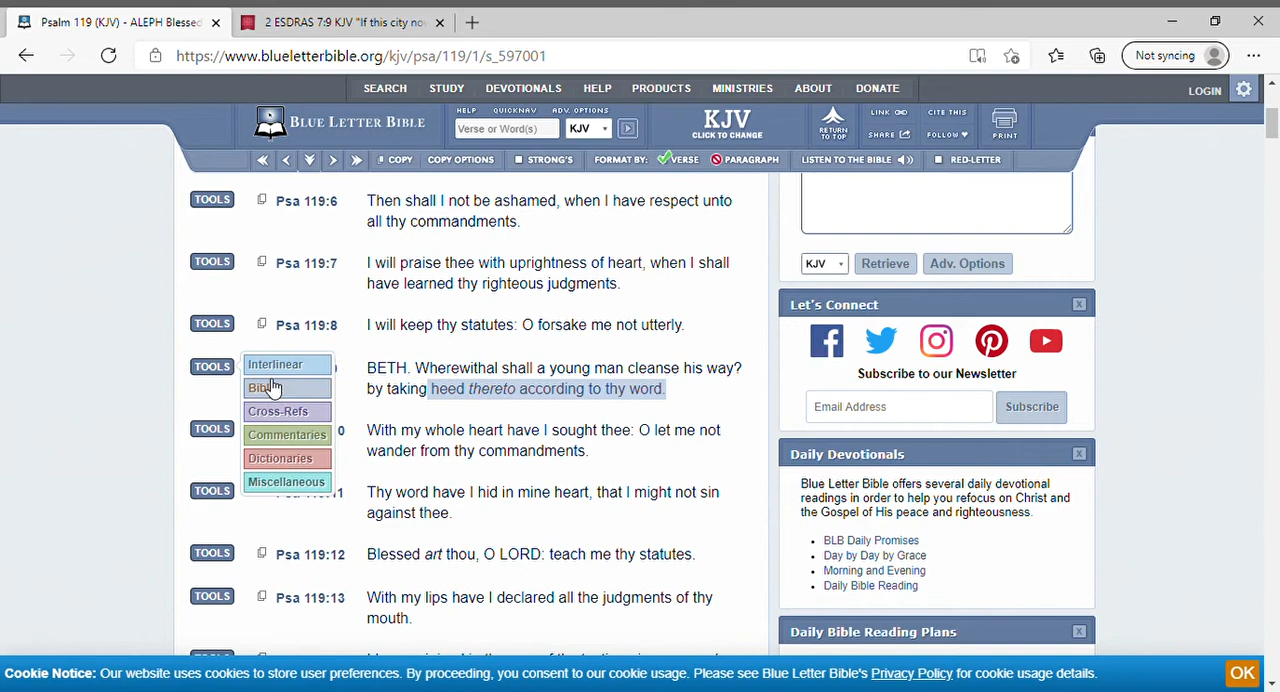 Psalm 119 (KJV) - ALEPH Blessed
2 ESDRAS 7:9 KJV "If this city no
https://www.blueletterbible.org/kjv/psa/119/1/s_597001
Not syncing
SEARCH STUDY DEVOTIONALS HELP PRODUCTS MINISTRIES ABOUT DONATE
LOGIN
BLUE LETTER BIBLE
HELP QUICKNAV ADV. OPTIONS
Verse or Word(s) KJV
KJV
CLICK TO CHANGE
RETURN
TO TOP
LINK CITE THIS
SHARE FOLLOW
PRINT
COPY COPY OPTIONS STRONG'S FORMAT BY: VERSE PARAGRAPH LISTEN TO THE BIBLE RED-LETTER
TOOLS Psa 119:6 Then shall I not be ashamed, when I have respect unto
all thy commandments.
TOOLS Psa 119:7 I will praise thee with uprightness of heart, when I shall
have learned thy righteous judgments.
TOOLS Psa 119:8 I will keep thy statutes: O forsake me not utterly.
TOOLS BETH. Wherewithal shall a young man cleanse his way?
by taking heed thereto according to thy word.
Interlinear
Cross-Refs
Commentaries
Dictionaries
Miscellaneous
TOOLS 0 With my whole heart have I sought thee: O let me not
wander from thy commandments.
TOOLS Thy word have I hid in mine heart, that I might not sin
against thee.
TOOLS Psa 119:12 Blessed art thou, O LORD: teach me thy statutes.
TOOLS Psa 119:13 With my lips have I declared all the judgments of thy
mouth.
KJV Retrieve Adv. Options
Let's Connect X
Subscribe to our Newsletter
Email Address Subscribe
Daily Devotionals X
Blue Letter Bible offers several daily devotional
readings in order to help you refocus on Christ and
the Gospel of His peace and righteousness.
BLB Daily Promises
Day by Day by Grace
Morning and Evening
Daily Bible Reading
Daily Bible Reading Plans X
Cookie Notice: Our website uses cookies to store user preferences. By proceeding, you consent to our cookie usage. Please see Blue Letter Bible's Privacy Policy for cookie usage details.
OK